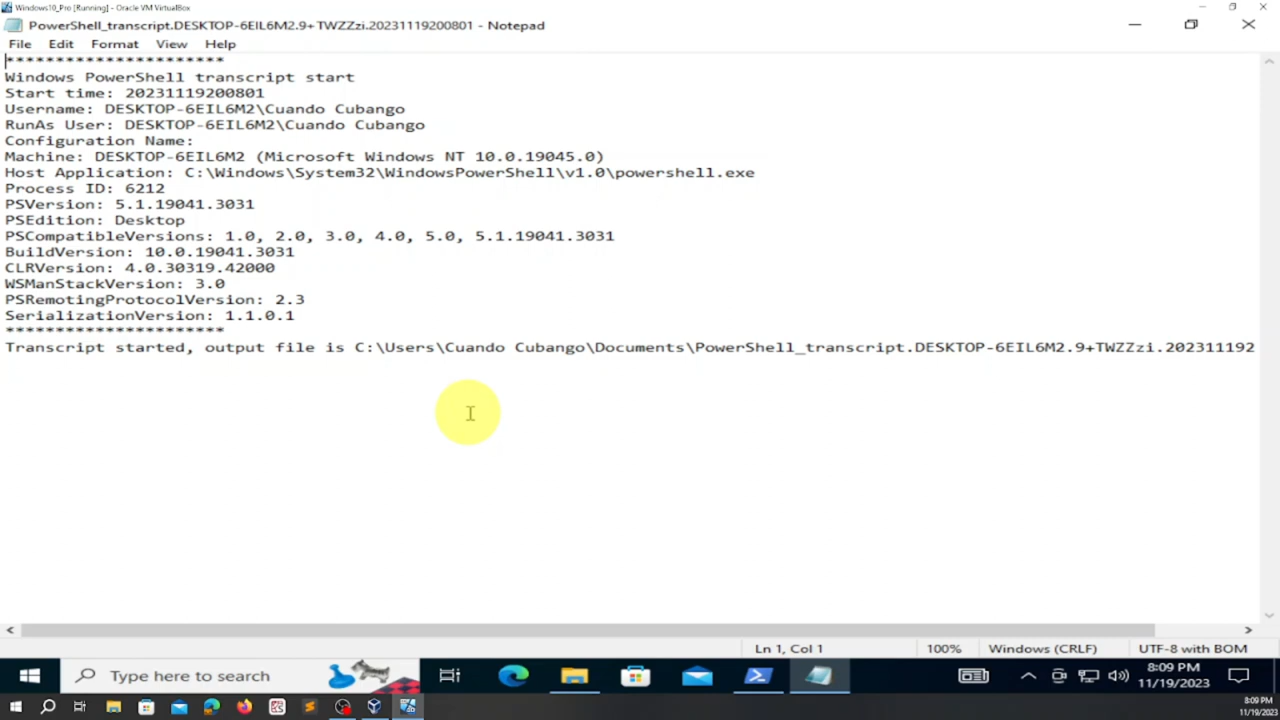 Windows10_Pro [Running] - Oracle VM VirtualBox
PowerShell_transcript.DESKTOP-6EIL6M2.9+TWZZzi.20231119200801 - Notepad
File Edit Format View Help
**********************
Windows PowerShell transcript start
Start time: 20231119200801
Username: DESKTOP-6EIL6M2\Cuando Cubango
RunAs User: DESKTOP-6EIL6M2\Cuando Cubango
Configuration Name:
Machine: DESKTOP-6EIL6M2 (Microsoft Windows NT 10.0.19045.0)
Host Application: C:\Windows\System32\WindowsPowerShell\v1.0\powershell.exe
Process ID: 6212
PSVersion: 5.1.19041.3031
PSEdition: Desktop
PSCompatibleVersions: 1.0, 2.0, 3.0, 4.0, 5.0, 5.1.19041.3031
BuildVersion: 10.0.19041.3031
CLRVersion: 4.0.30319.42000
WSManStackVersion: 3.0
PSRemotingProtocolVersion: 2.3
SerializationVersion: 1.1.0.1
**********************
Transcript started, output file is C:\Users\Cuando Cubango\Documents\PowerShell_transcript.DESKTOP-6EIL6M2.9+TWZZzi.202311192
Ln 1, Col 1 100% Windows (CRLF) UTF-8 with BOM
Type here to search
8:09 PM
11/19/2023
8:09 PM
11/19/2023